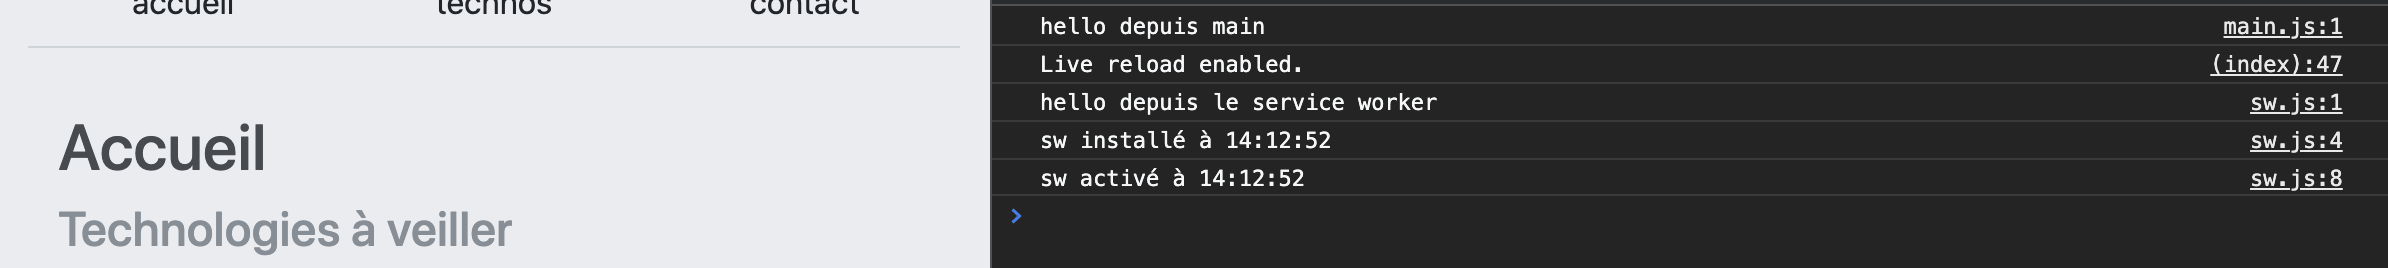 accueil technos contact
Accueil
Technologies à veiller
hello depuis main main.js:1
Live reload enabled. (index):47
hello depuis le service worker sw.js:1
sw installé à 14:12:52 sw.js:4
sw activé à 14:12:52 sw.js:8
>